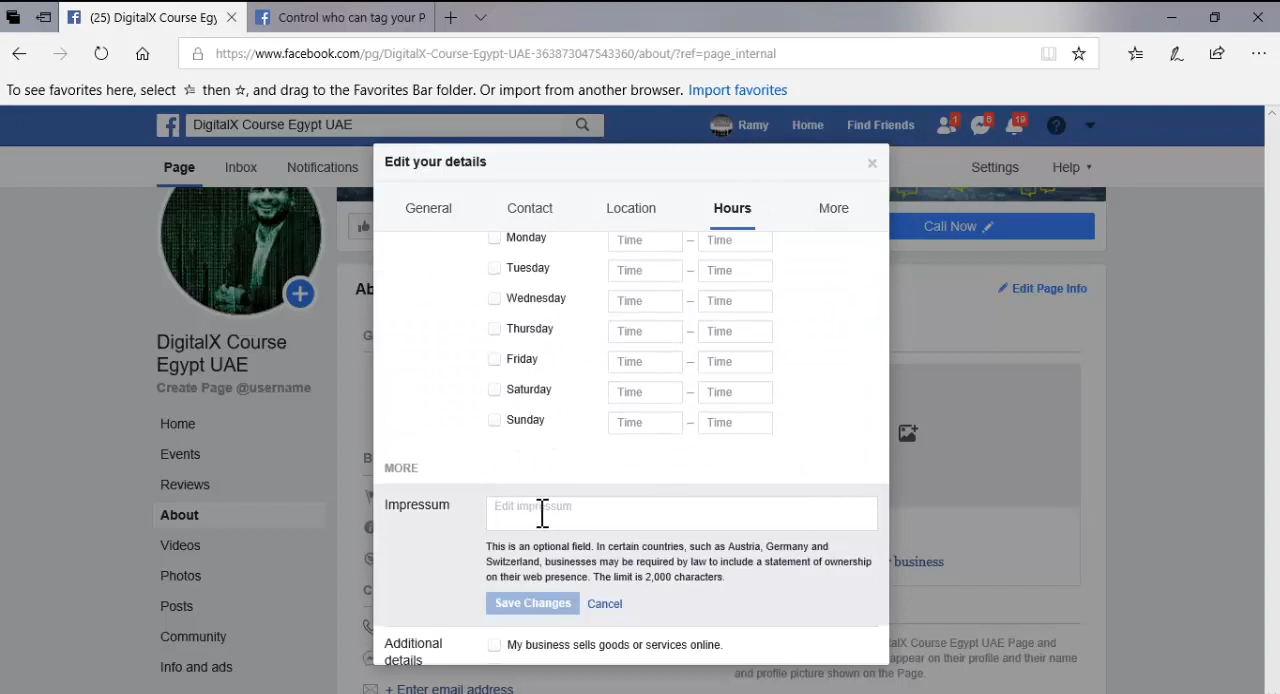 (25) DigitalX Course Egy
Control who can tag your P
https://www.facebook.com/pg/DigitalX-Course-Egypt-UAE-363873047543360/about/?ref=page_internal
To see favorites here, select then , and drag to the Favorites Bar folder. Or import from another browser. Import favorites
DigitalX Course Egypt UAE
Ramy Home Find Friends 1 8 19
Page Inbox Notifications Settings Help
Edit your details
General Contact Location Hours More
Call Now
Monday Time – Time
Tuesday Time – Time
Wednesday Time – Time
Thursday Time – Time
Friday Time – Time
Saturday Time – Time
Sunday Time – Time
MORE
Impressum Edit impressum
This is an optional field. In certain countries, such as Austria, Germany and
Switzerland, businesses may be required by law to include a statement of ownership
on their web presence. The limit is 2,000 characters.
Save Changes Cancel
Additional
details
My business sells goods or services online.
DigitalX Course
Egypt UAE
Create Page @username
Home
Events
Reviews
About
Videos
Photos
Posts
Community
Info and ads
Ab
Edit Page Info
business
alX Course Egypt UAE Page and
appear on their profile and their name
and profile picture shown on the Page.
+ Enter email address